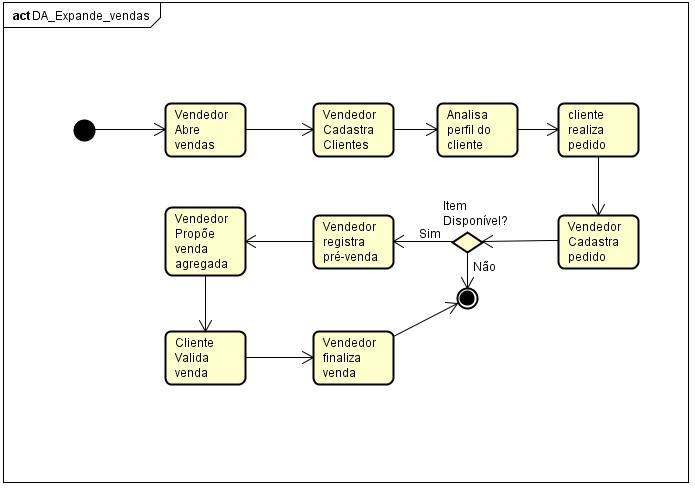 act DA_Expande_vendas
Vendedor
Abre
vendas
Vendedor
Cadastra
Clientes
Analisa
perfil do
cliente
cliente
realiza
pedido
Vendedor
Cadastra
pedido
Item
Disponível?
Sim
Não
Vendedor
registra
pré-venda
Vendedor
Propõe
venda
agregada
Cliente
Valida
venda
Vendedor
finaliza
venda